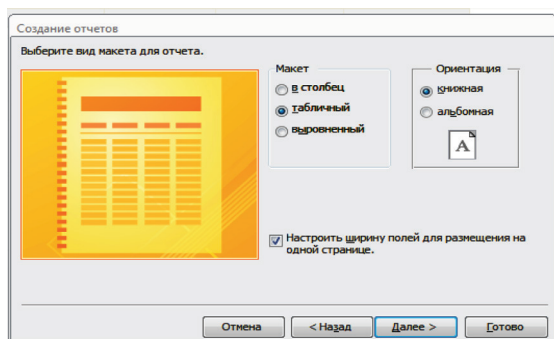 Создание отчетов
Выберите вид макета для отчета.
Макет
в столбец
табличный
выровненный
Ориентация
книжная
альбомная
A
Настроить ширину полей для размещения на
одной странице.
Отмена
< Назад
Далее >
Готово